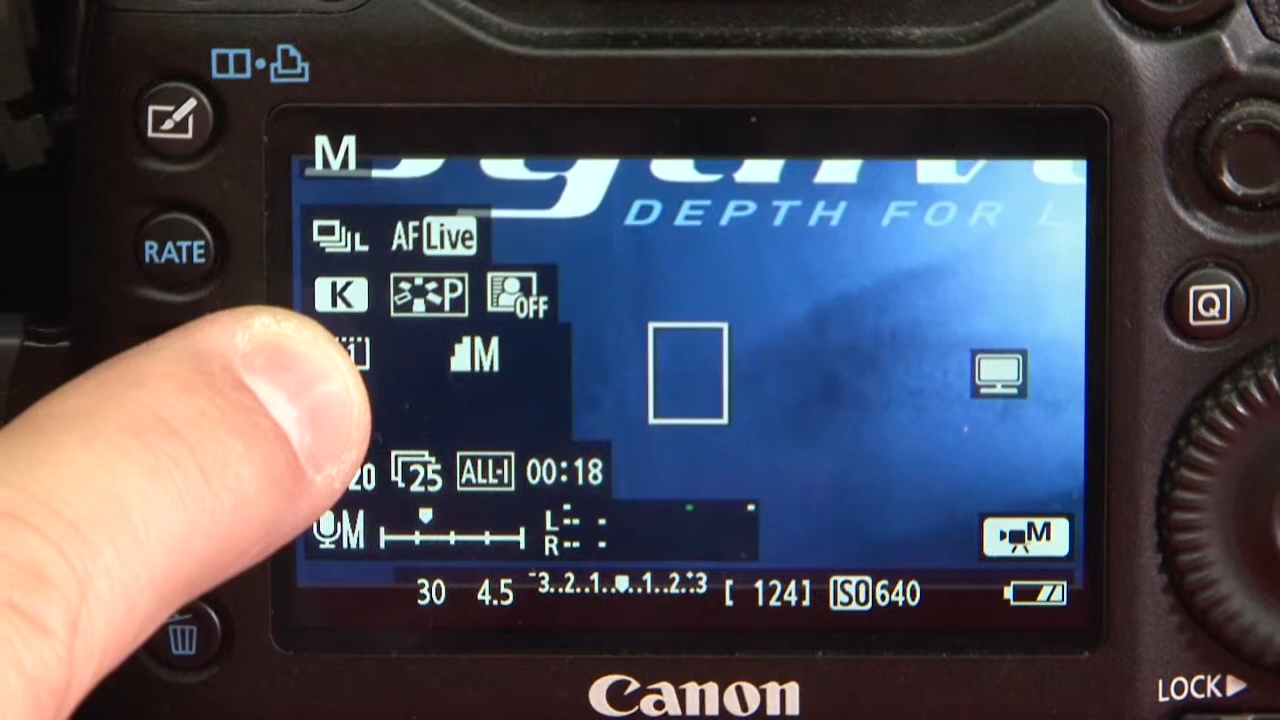 M
DEPTH FOR L
L AF Live
RATE
K P OFF
Q
M
20 25 ALL-I 00:18
M L -- -
R -- -
M
30 4.5 -3..2..1..▼..1..2..+3 [ 124] ISO 640
LOCK▶
Canon